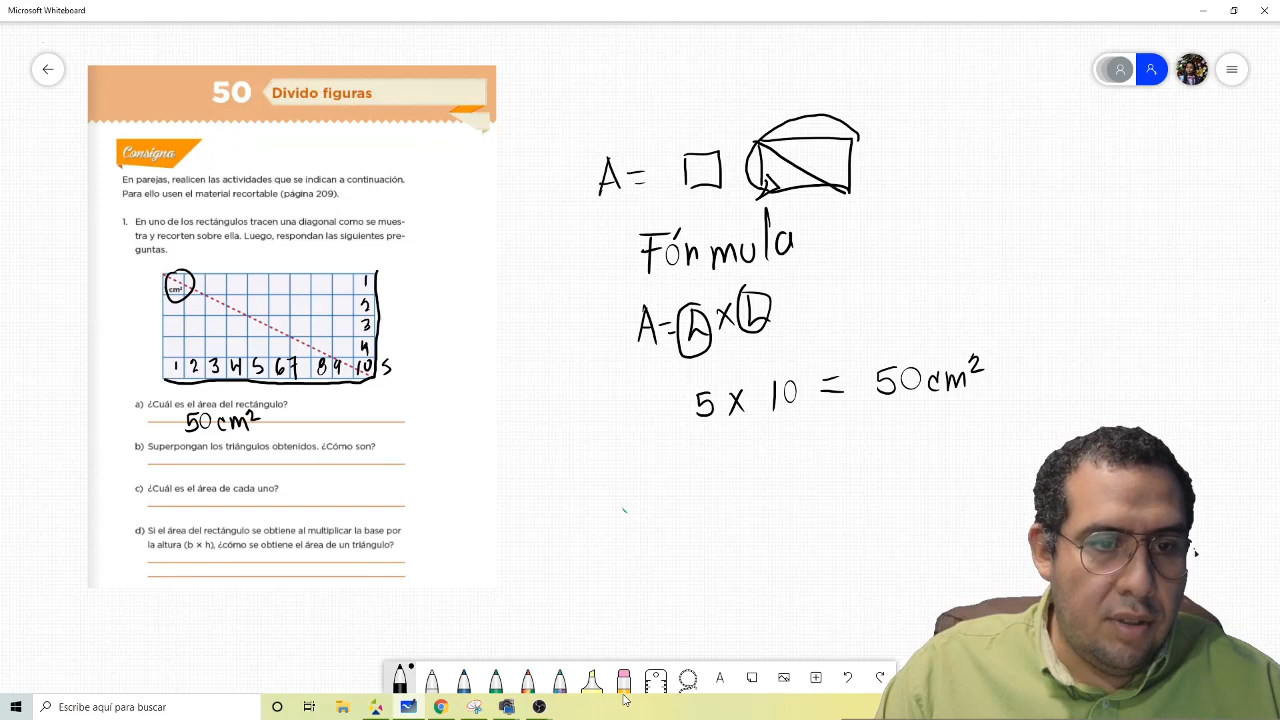 Microsoft Whiteboard
50 Divido figuras
Consigna
En parejas, realicen las actividades que se indican a continuación.
Para ello usen el material recortable (página 209).
1. En uno de los rectángulos tracen una diagonal como se mues-
tra y recorten sobre ella. Luego, respondan las siguientes pre-
guntas.
cm²
1
2
3
4
1 2 3 4 5 6 7 8 9 10 5
a) ¿Cuál es el área del rectángulo?
50 cm²
b) Superpongan los triángulos obtenidos. ¿Cómo son?
c) ¿Cuál es el área de cada uno?
d) Si el área del rectángulo se obtiene al multiplicar la base por
la altura (b × h), ¿cómo se obtiene el área de un triángulo?
A=
Fórmula
A= L x L
5 x 10 = 50 cm²
A
Escribe aquí para buscar